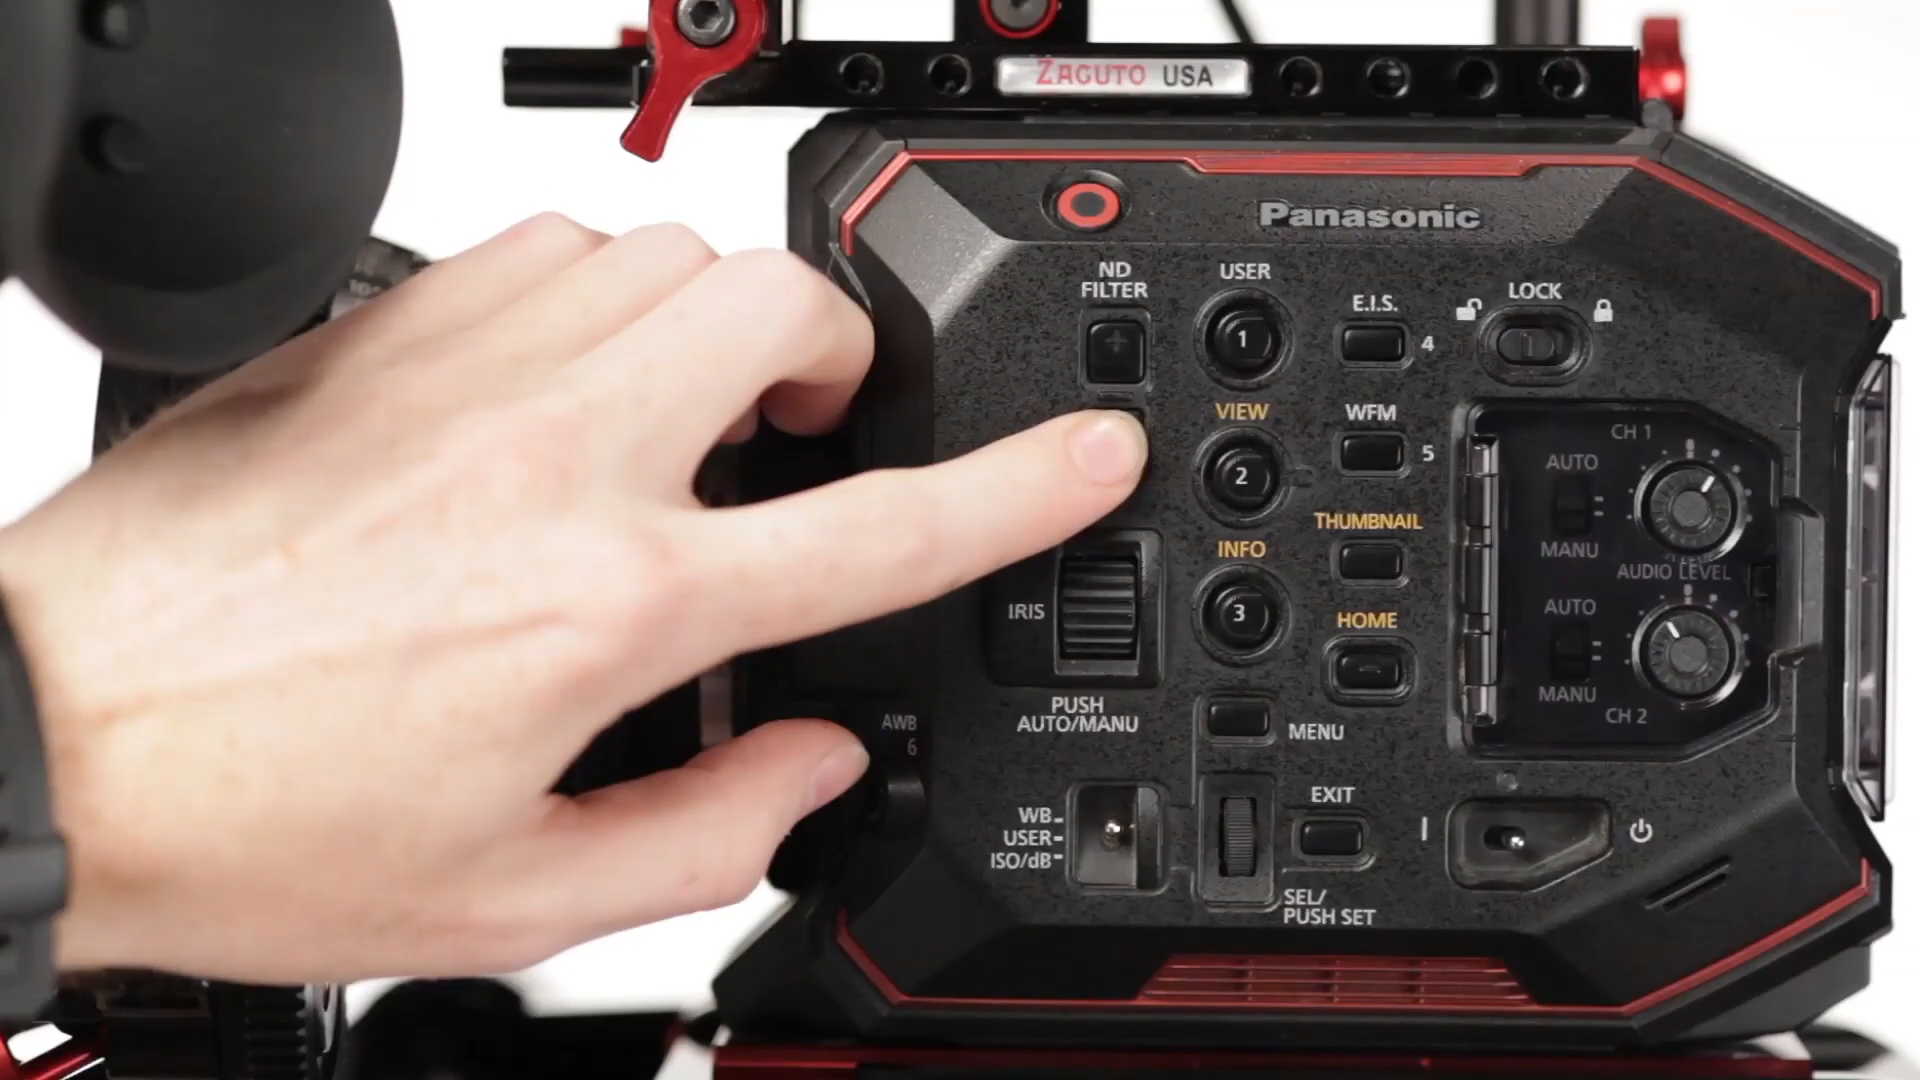 ZACUTO USA
Panasonic
ND
FILTER
+
USER
1
E.I.S.
4
LOCK
VIEW
2
WFM
5
THUMBNAIL
INFO
3
HOME
IRIS
PUSH
AUTO/MANU
AWB
6
MENU
WB-
USER-
ISO/dB-
EXIT
SEL/
PUSH SET
I
CH 1
AUTO
MANU
AUDIO LEVEL
AUTO
MANU
CH 2